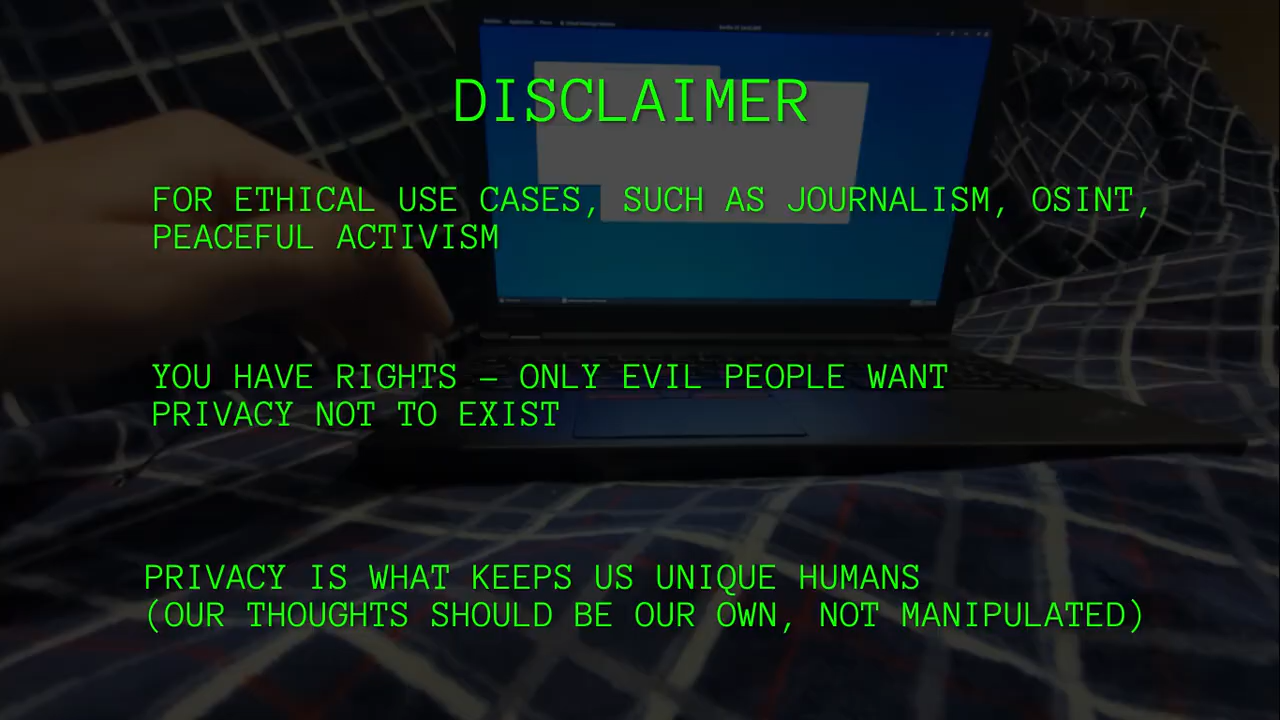 DISCLAIMER
FOR ETHICAL USE CASES, SUCH AS JOURNALISM, OSINT,
PEACEFUL ACTIVISM
YOU HAVE RIGHTS – ONLY EVIL PEOPLE WANT
PRIVACY NOT TO EXIST
PRIVACY IS WHAT KEEPS US UNIQUE HUMANS
(OUR THOUGHTS SHOULD BE OUR OWN, NOT MANIPULATED)